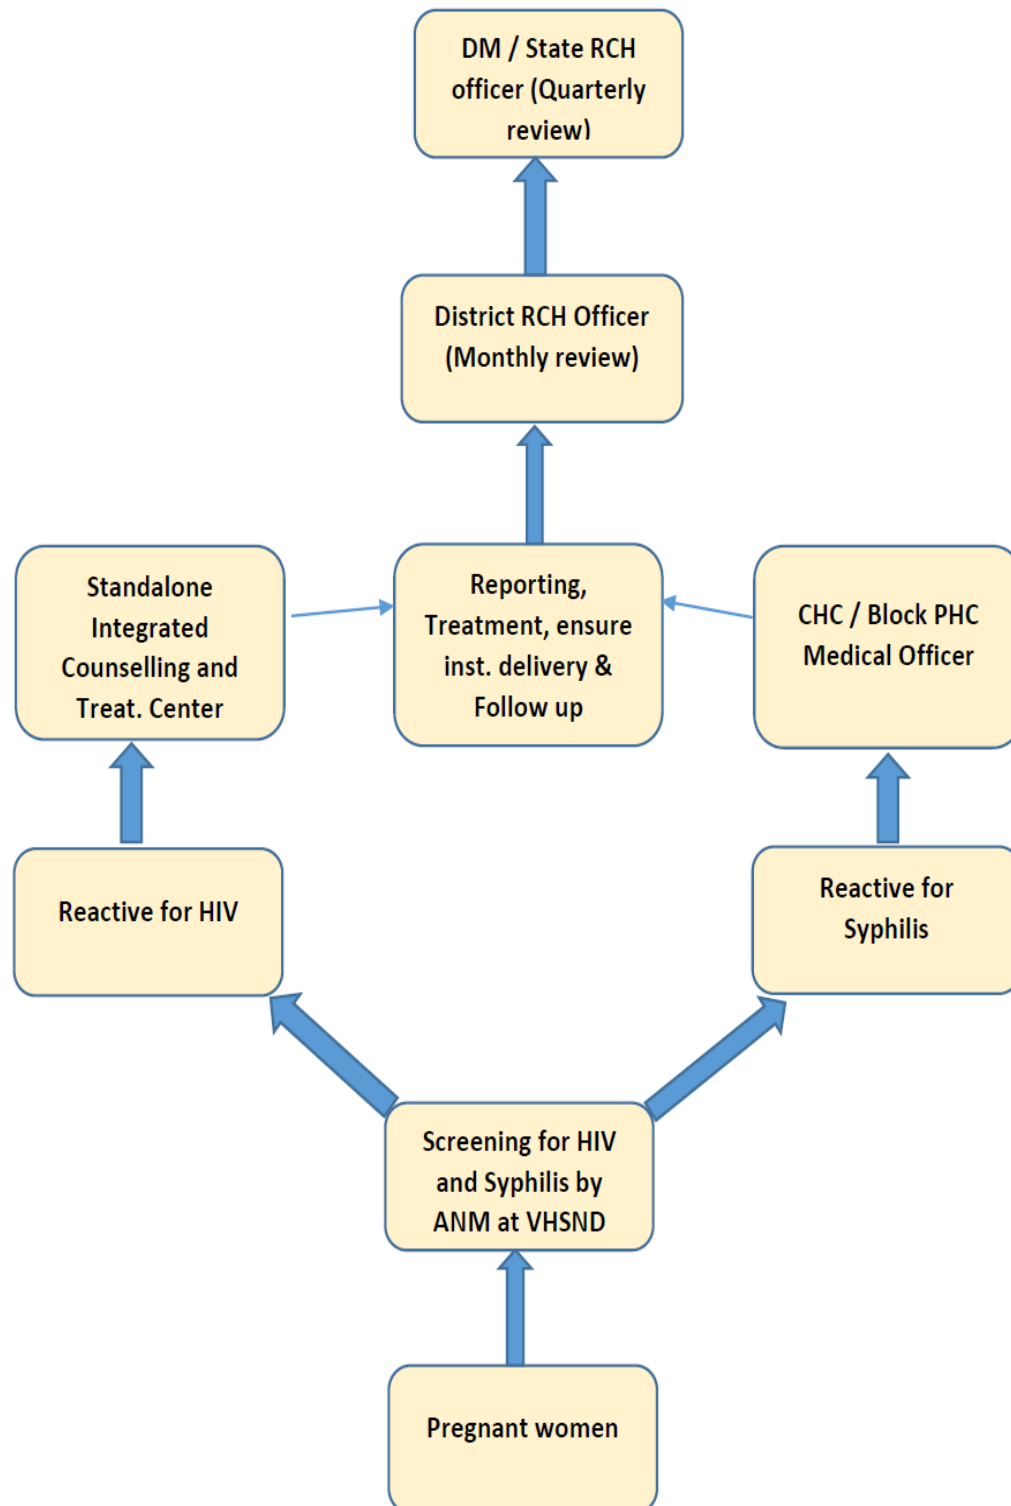 DM / State RCH
officer (Quarterly
review)
District RCH Officer
(Monthly review)
Standalone
Integrated
Counselling and
Treat. Center
Reporting,
Treatment, ensure
inst. delivery &
Follow up
CHC / Block PHC
Medical Officer
Reactive for HIV
Reactive for
Syphilis
Screening for HIV
and Syphilis by
ANM at VHSND
Pregnant women